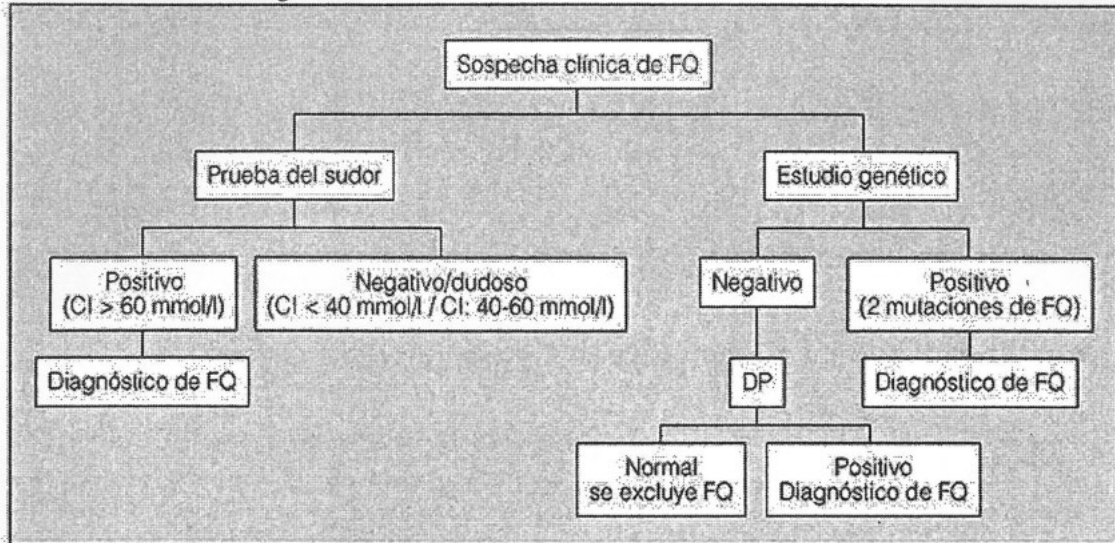 Sospecha clínica de FQ
Prueba del sudor
Estudio genético
Positivo
(Cl > 60 mmol/l)
Negativo/dudoso
(Cl < 40 mmol/l / Cl: 40-60 mmol/l)
Negativo
Positivo
(2 mutaciones de FQ)
Diagnóstico de FQ
DP
Diagnóstico de FQ
Normal
se excluye FQ
Positivo
Diagnóstico de FQ